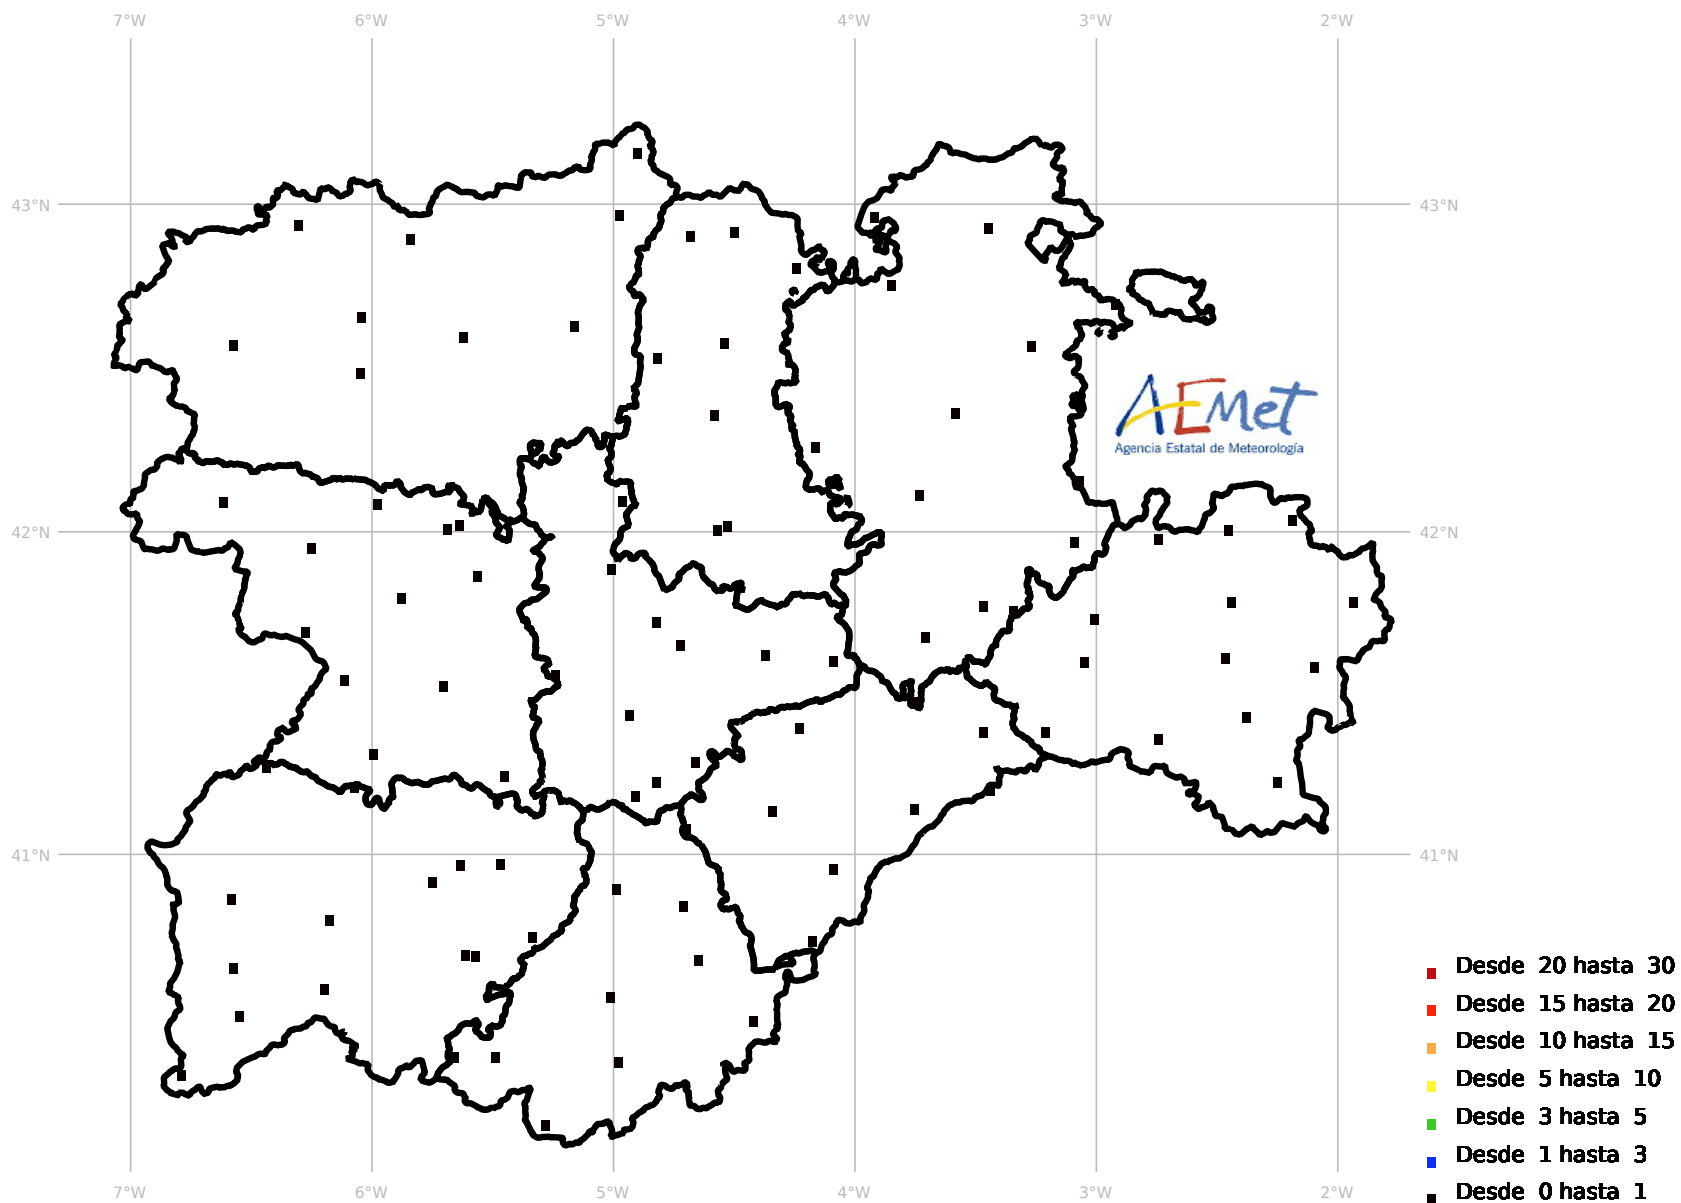 7°W 6°W 5°W 4°W 3°W 2°W
43°N 43°N
AEMet
Agencia Estatal de Meteorología
42°N 42°N
41°N 41°N
Desde 20 hasta 30
Desde 15 hasta 20
Desde 10 hasta 15
Desde 5 hasta 10
Desde 3 hasta 5
Desde 1 hasta 3
Desde 0 hasta 1
7°W 6°W 5°W 4°W 3°W 2°W